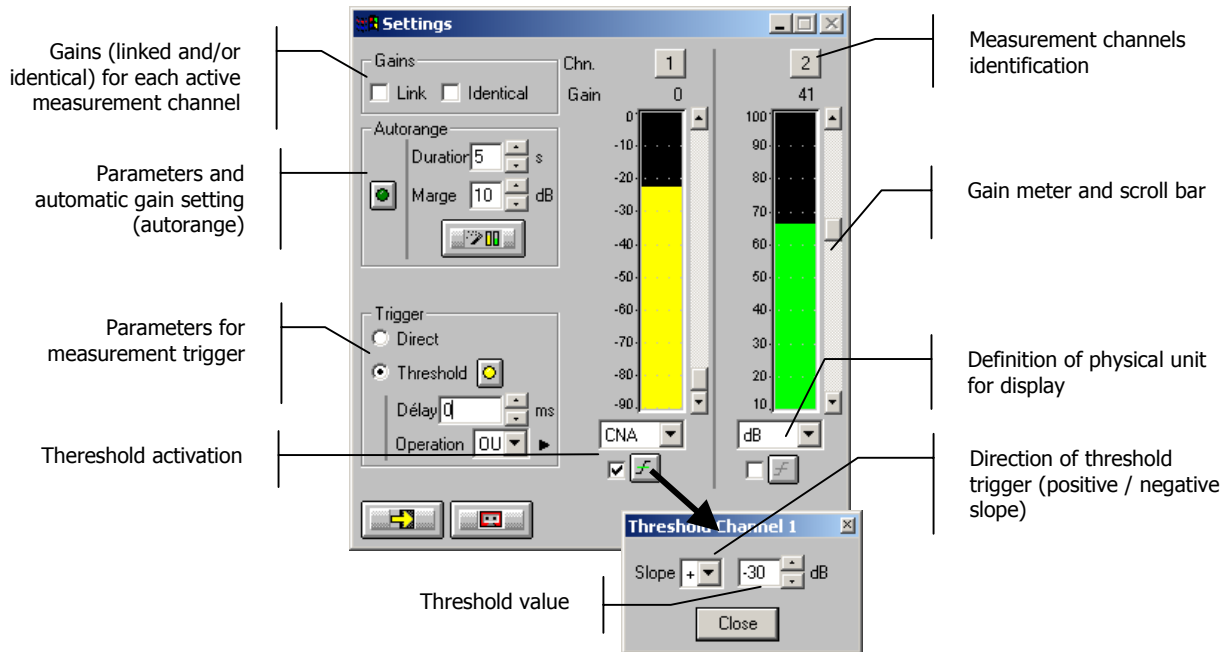 Gains (linked and/or
identical) for each active
measurement channel
Parameters and
automatic gain setting
(autorange)
Parameters for
measurement trigger
Thereshold activation
Settings
Gains
Link Identical
Autorange
Duration 5 s
Marge 10 dB
Trigger
Direct
Threshold
Délay 0 ms
Operation OU
Chn. 1 2
Gain 0 41
0
-10
-20
-30
-40
-50
-60
-70
-80
-90
CNA
100
90
80
70
60
50
40
30
20
10
dB
Threshold Channel 1
Slope + -30 dB
Close
Threshold value
Measurement channels
identification
Gain meter and scroll bar
Definition of physical unit
for display
Direction of threshold
trigger (positive / negative
slope)